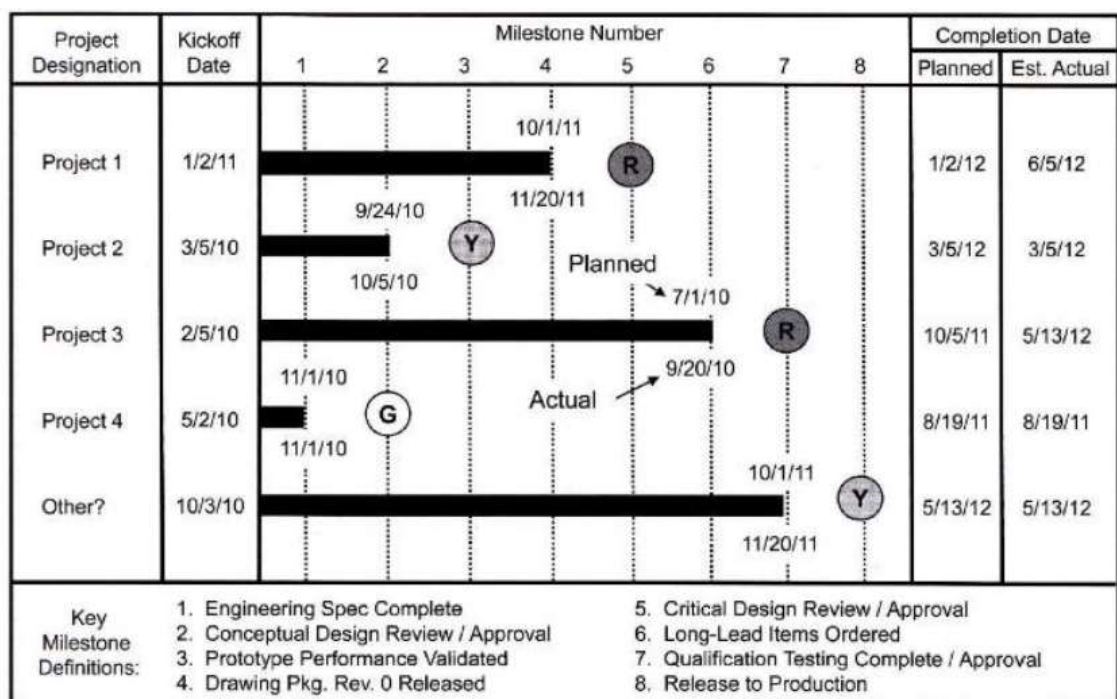 Project Designation Kickoff Date Milestone Number Completion Date
1 2 3 4 5 6 7 8 Planned Est. Actual
10/1/11
Project 1 1/2/11 R 1/2/12 6/5/12
11/20/11
9/24/10
Project 2 3/5/10 Y 3/5/12 3/5/12
10/5/10
Planned
7/1/10
Project 3 2/5/10 R 10/5/11 5/13/12
9/20/10
11/1/10
Actual
Project 4 5/2/10 G 8/19/11 8/19/11
11/1/10
10/1/11
Other? 10/3/10 Y 5/13/12 5/13/12
11/20/11
Key
Milestone
Definitions:
1. Engineering Spec Complete
2. Conceptual Design Review / Approval
3. Prototype Performance Validated
4. Drawing Pkg. Rev. 0 Released
5. Critical Design Review / Approval
6. Long-Lead Items Ordered
7. Qualification Testing Complete / Approval
8. Release to Production